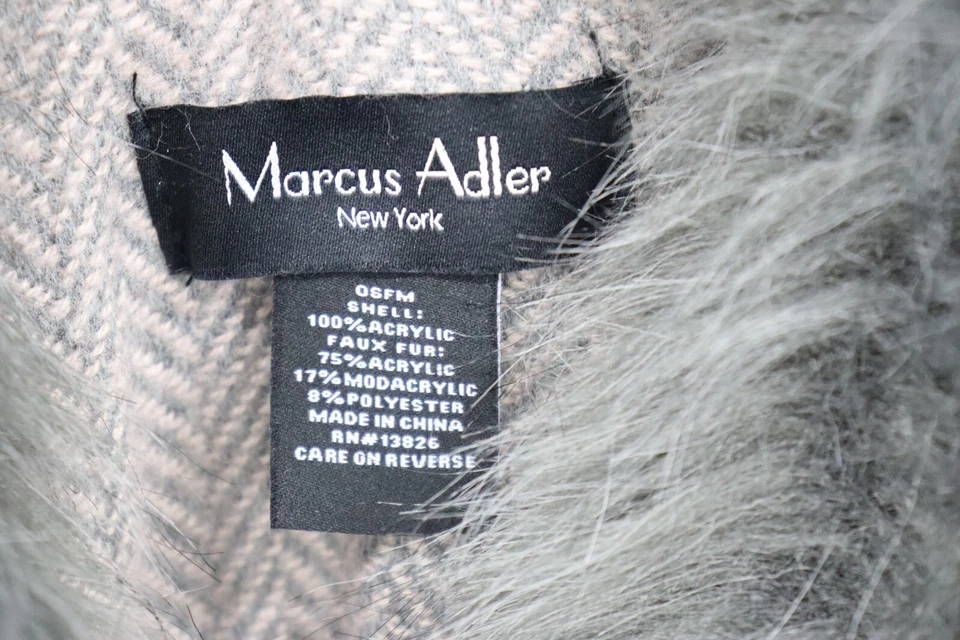 Marcus Adler
New York
OSFM
SHELL:
100%ACRYLIC
FAUX FUR:
75%ACRYLIC
17%MODACRYLIC
8%POLYESTER
MADE IN CHINA
RN#13826
CARE ON REVERSE